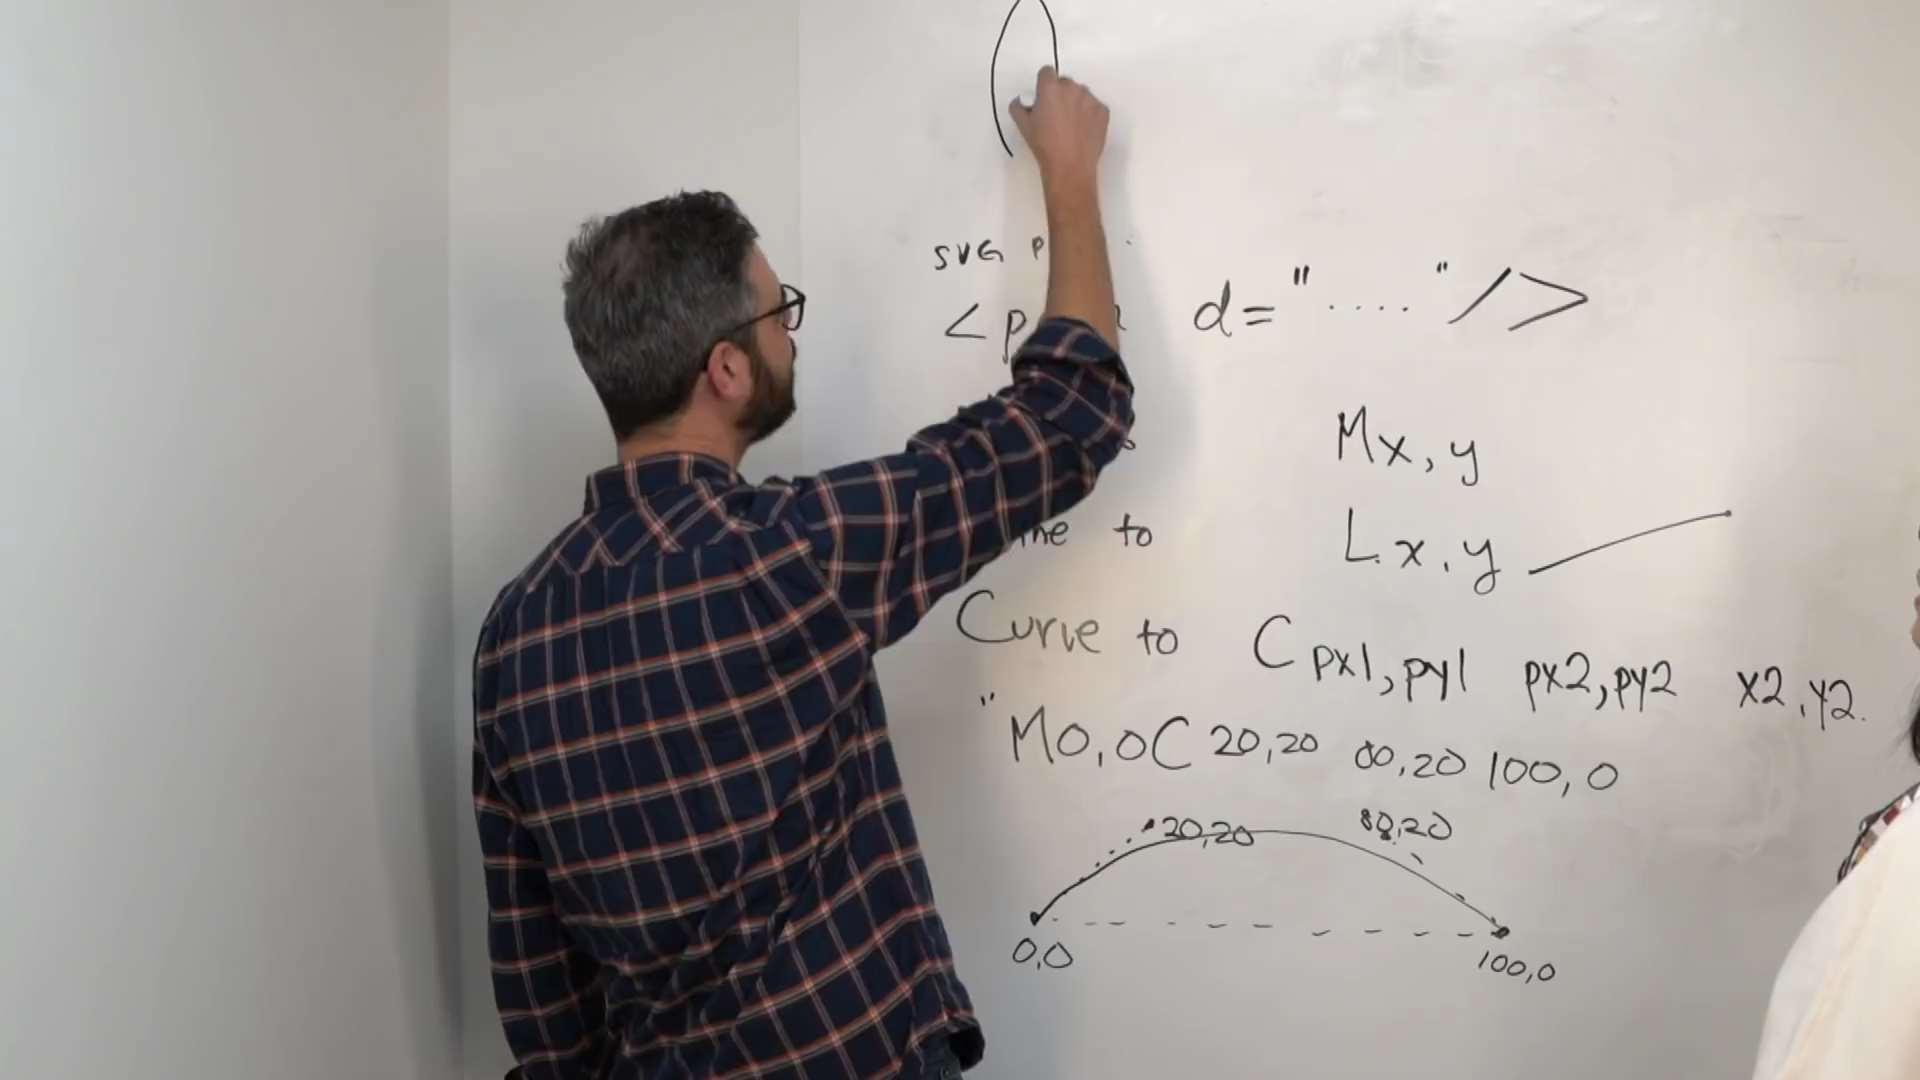 SVG
d=" .... "/>
Mx,y
to L x,y
Curve to C px1,py1 px2,py2 x2,y2.
"M0,0C 20,20 80,20 100,0
20,20 80,20
0,0 100,0